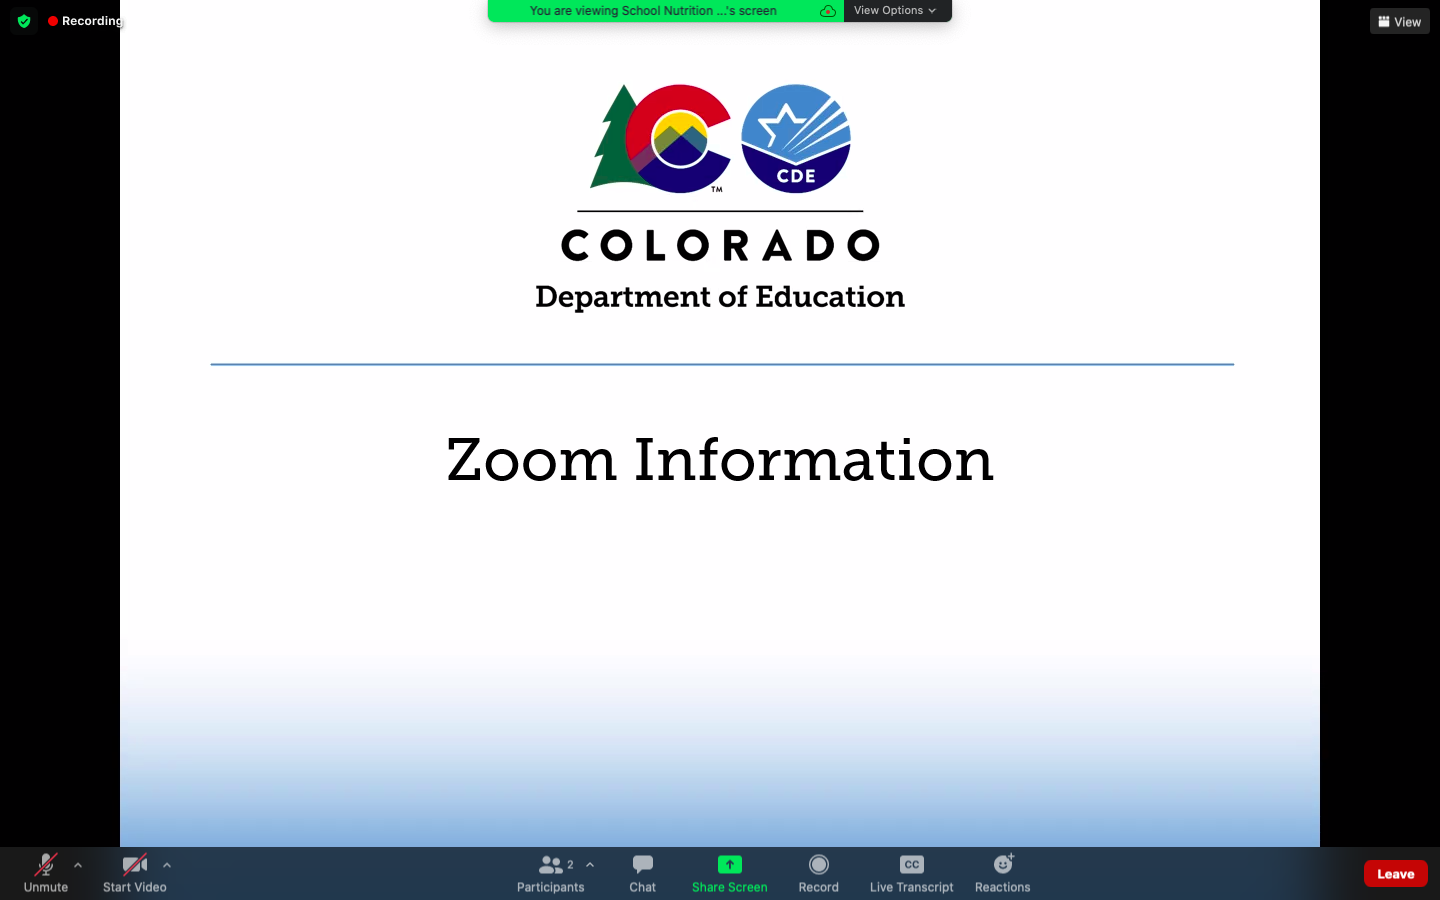 Recording
You are viewing School Nutrition ...'s screen
View Options
View
TM
CDE
COLORADO
Department of Education
Zoom Information
Unmute
Start Video
2
Participants
Chat
Share Screen
Record
CC
Live Transcript
Reactions
Leave